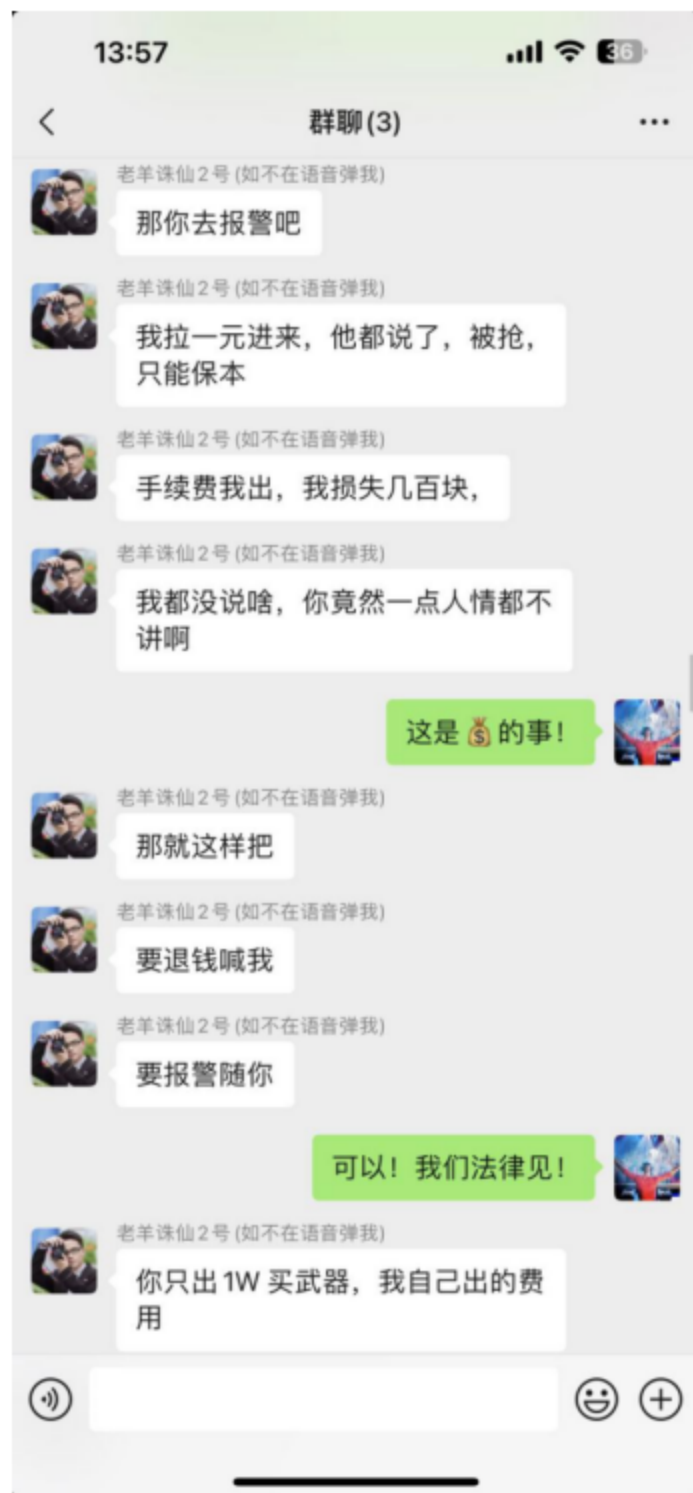 13:57
36
群聊(3)
老羊诛仙2号(如不在语音弹我)
那你去报警吧
老羊诛仙2号(如不在语音弹我)
我拉一元进来，他都说了，被抢，
只能保本
老羊诛仙2号(如不在语音弹我)
手续费我出，我损失几百块，
老羊诛仙2号(如不在语音弹我)
我都没说啥，你竟然一点人情都不
讲啊
这是💰的事！
老羊诛仙2号(如不在语音弹我)
那就这样把
老羊诛仙2号(如不在语音弹我)
要退钱喊我
老羊诛仙2号(如不在语音弹我)
要报警随你
可以！我们法律见！
老羊诛仙2号(如不在语音弹我)
你只出1W买武器，我自己出的费
用